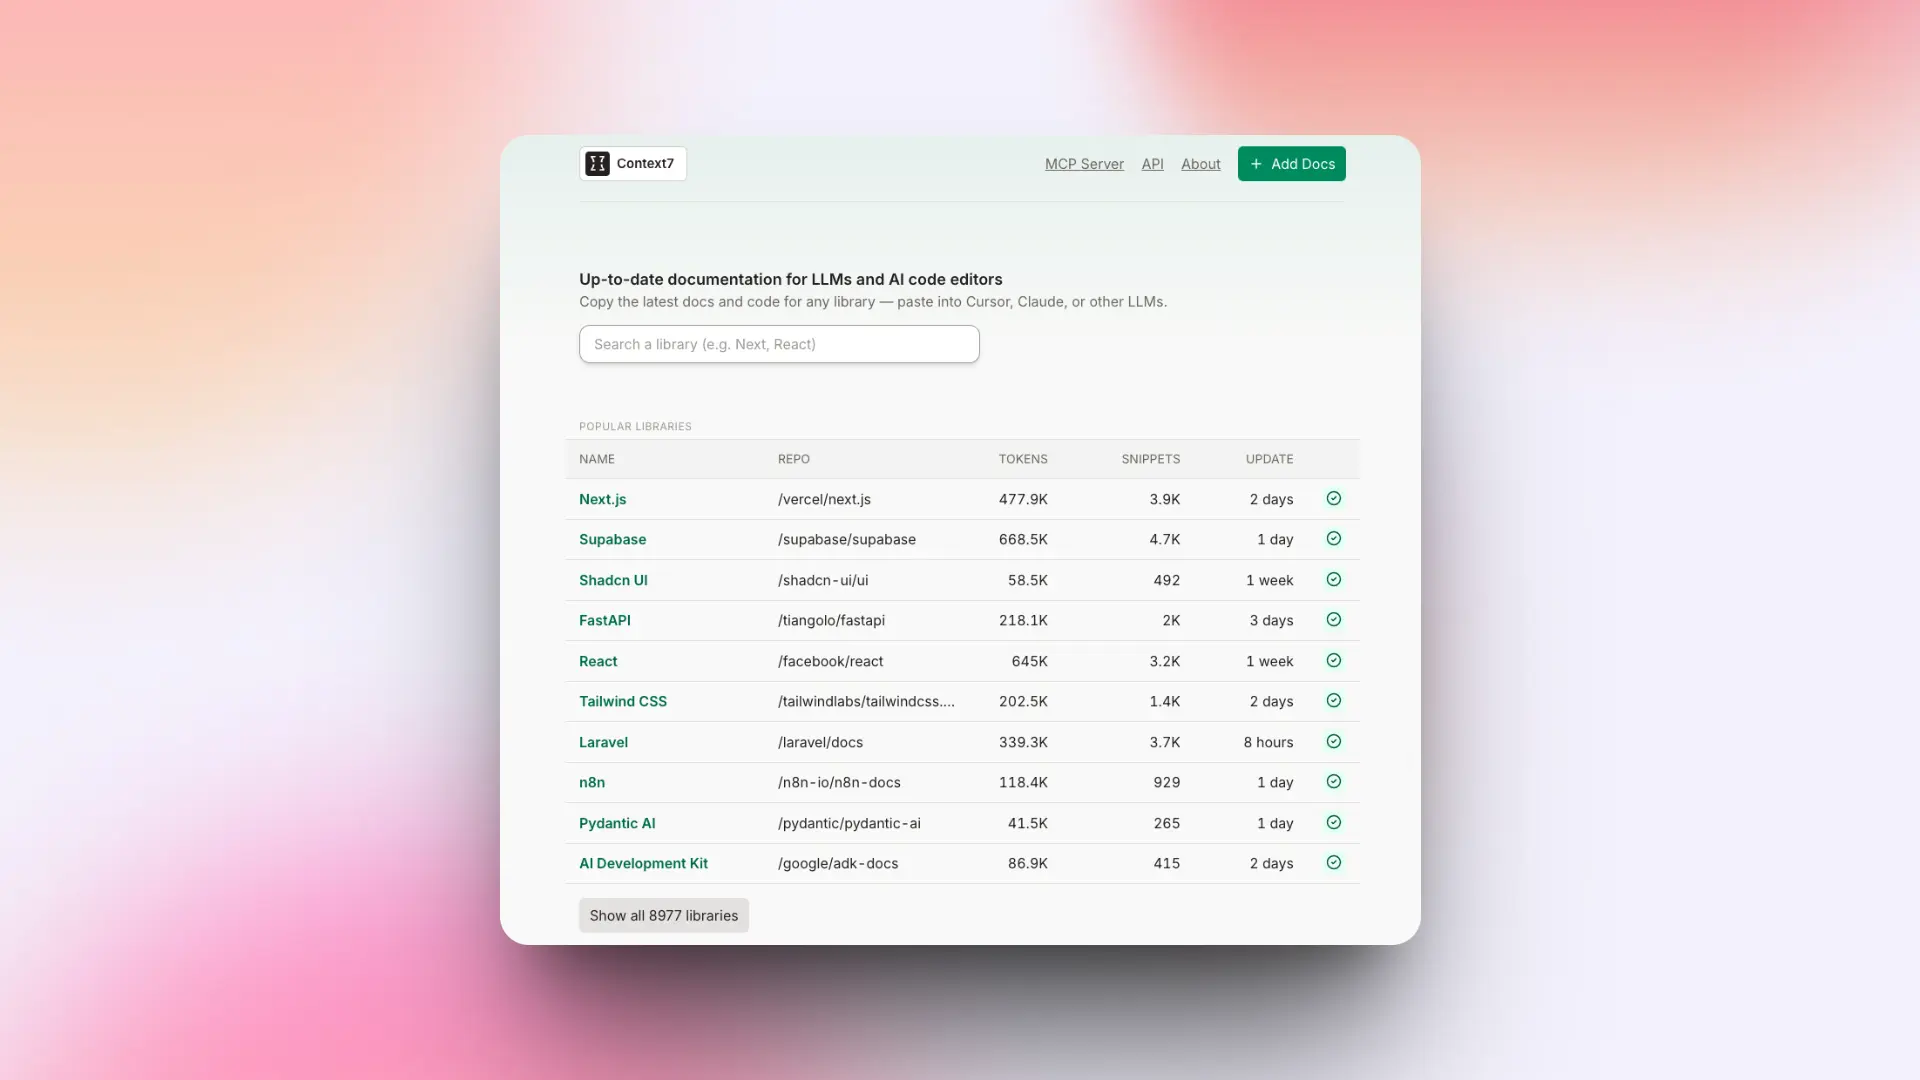 Context7
MCP Server API About + Add Docs
Up-to-date documentation for LLMs and AI code editors
Copy the latest docs and code for any library — paste into Cursor, Claude, or other LLMs.
Search a library (e.g. Next, React)
POPULAR LIBRARIES
NAME REPO TOKENS SNIPPETS UPDATE
Next.js /vercel/next.js 477.9K 3.9K 2 days
Supabase /supabase/supabase 668.5K 4.7K 1 day
Shadcn UI /shadcn-ui/ui 58.5K 492 1 week
FastAPI /tiangolo/fastapi 218.1K 2K 3 days
React /facebook/react 645K 3.2K 1 week
Tailwind CSS /tailwindlabs/tailwindcss.... 202.5K 1.4K 2 days
Laravel /laravel/docs 339.3K 3.7K 8 hours
n8n /n8n-io/n8n-docs 118.4K 929 1 day
Pydantic AI /pydantic/pydantic-ai 41.5K 265 1 day
AI Development Kit /google/adk-docs 86.9K 415 2 days
Show all 8977 libraries